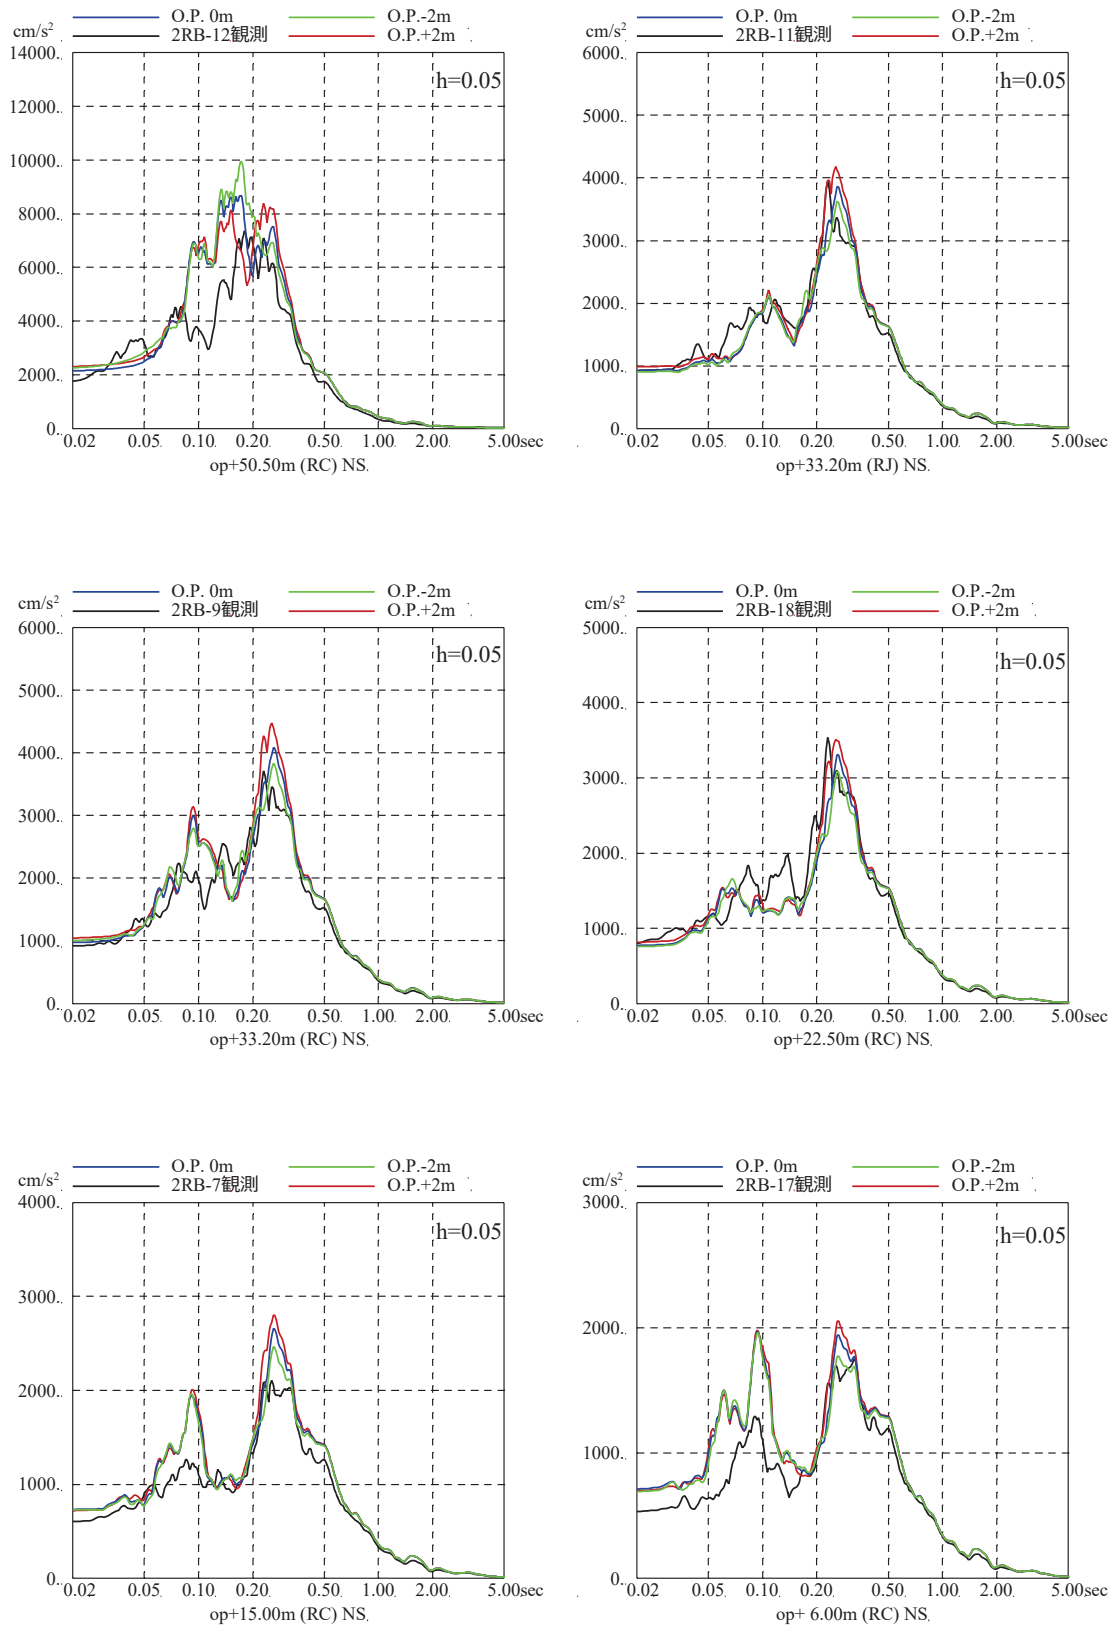 O.P. 0m O.P.-2m
cm/s² 2RB-12観測 O.P.+2m
14000.
h=0.05
12000.
10000.
8000.
6000.
4000.
2000.
0.
0.02 0.05 0.10 0.20 0.50 1.00 2.00 5.00sec
op+50.50m (RC) NS
O.P. 0m O.P.-2m
cm/s² 2RB-11観測 O.P.+2m
6000.
h=0.05
5000.
4000.
3000.
2000.
1000.
0.
0.02 0.05 0.10 0.20 0.50 1.00 2.00 5.00sec
op+33.20m (RJ) NS
O.P. 0m O.P.-2m
cm/s² 2RB-9観測 O.P.+2m
6000.
h=0.05
5000.
4000.
3000.
2000.
1000.
0.
0.02 0.05 0.10 0.20 0.50 1.00 2.00 5.00sec
op+33.20m (RC) NS
O.P. 0m O.P.-2m
cm/s² 2RB-18観測 O.P.+2m
5000.
h=0.05
4000.
3000.
2000.
1000.
0.
0.02 0.05 0.10 0.20 0.50 1.00 2.00 5.00sec
op+22.50m (RC) NS
O.P. 0m O.P.-2m
cm/s² 2RB-7観測 O.P.+2m
4000.
h=0.05
3000.
2000.
1000.
0.
0.02 0.05 0.10 0.20 0.50 1.00 2.00 5.00sec
op+15.00m (RC) NS
O.P. 0m O.P.-2m
cm/s² 2RB-17観測 O.P.+2m
3000.
h=0.05
2000.
1000.
0.
0.02 0.05 0.10 0.20 0.50 1.00 2.00 5.00sec
op+ 6.00m (RC) NS